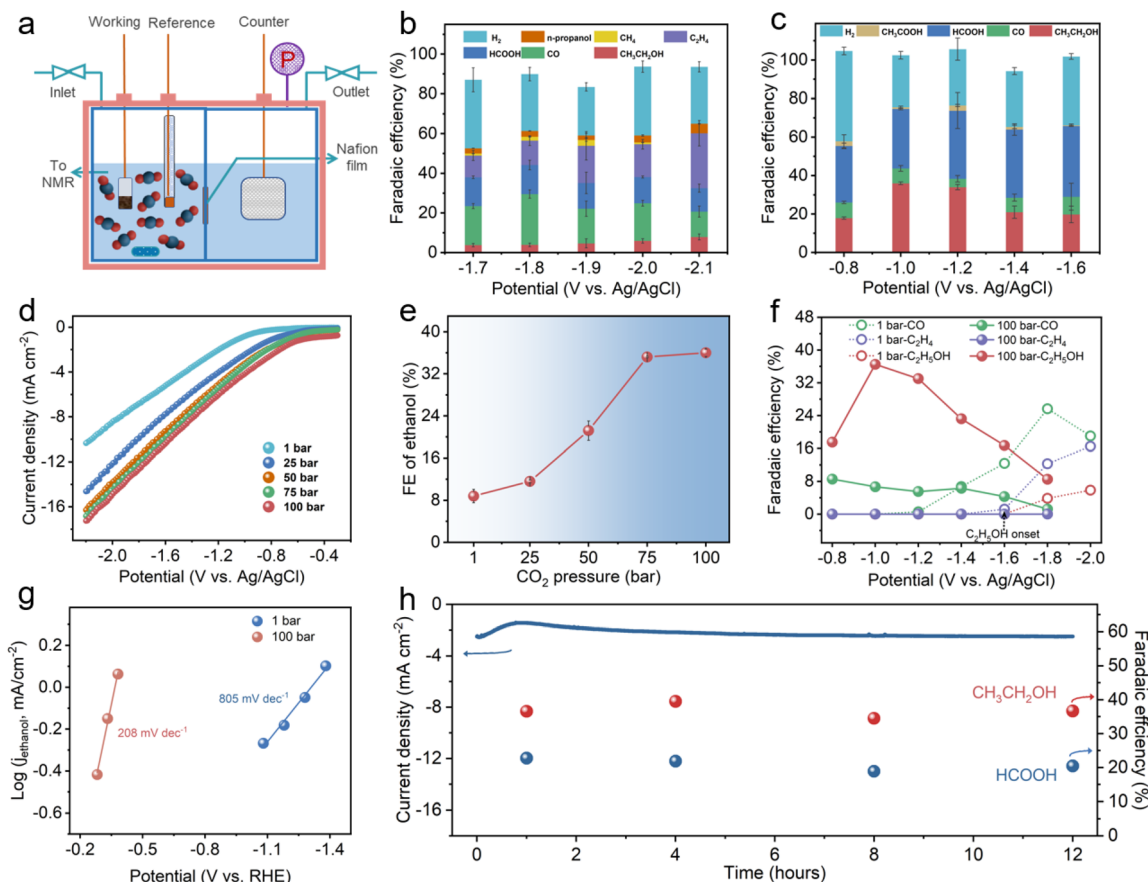 a
Working Reference Counter
P
Inlet
Outlet
To
NMR
Nafion
film
b
H2 n-propanol CH4 C2H4
HCOOH CO CH3CH2OH
Faradaic effciency (%)
100
80
60
40
20
0
-1.7 -1.8 -1.9 -2.0 -2.1
Potential (V vs. Ag/AgCl)
c
H2 CH3COOH HCOOH CO CH3CH2OH
Faradaic effciency (%)
120
100
80
60
40
20
0
-0.8 -1.0 -1.2 -1.4 -1.6
Potential (V vs. Ag/AgCl)
d
Current density (mA cm-2)
0
-4
-8
-12
-16
1 bar
25 bar
50 bar
75 bar
100 bar
-2.0 -1.6 -1.2 -0.8 -0.4
Potential (V vs. Ag/AgCl)
e
FE of ethanol (%)
40
32
24
16
8
0
1 25 50 75 100
CO2 pressure (bar)
f
Faradaic effciency (%)
48
40
32
24
16
8
0
1 bar-CO 100 bar-CO
1 bar-C2H4 100 bar-C2H4
1 bar-C2H5OH 100 bar-C2H5OH
C2H5OH onset
-0.8 -1.0 -1.2 -1.4 -1.6 -1.8 -2.0
Potential (V vs. Ag/AgCl)
g
Log (jethanol, mA/cm-2)
0.2
0.0
-0.2
-0.4
-0.6
1 bar
100 bar
805 mV dec-1
208 mV dec-1
-0.2 -0.5 -0.8 -1.1 -1.4
Potential (V vs. RHE)
h
Current density (mA cm-2)
0
-4
-8
-12
-16
CH3CH2OH
HCOOH
60
50
40
30
20
10
0
Faradaic efficiency (%)
0 4 8 12
Time (hours)